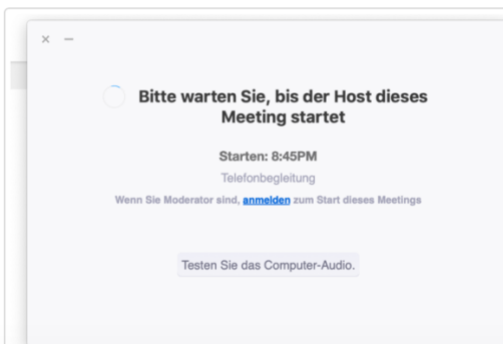 Bitte warten Sie, bis der Host dieses
Meeting startet
Starten: 8:45PM
Telefonbegleitung
Wenn Sie Moderator sind, anmelden zum Start dieses Meetings
Testen Sie das Computer-Audio.